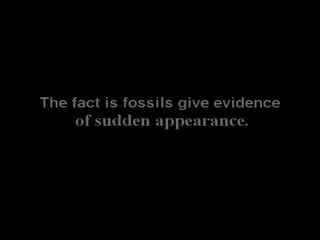 The fact is fossils give evidence
of sudden appearance.